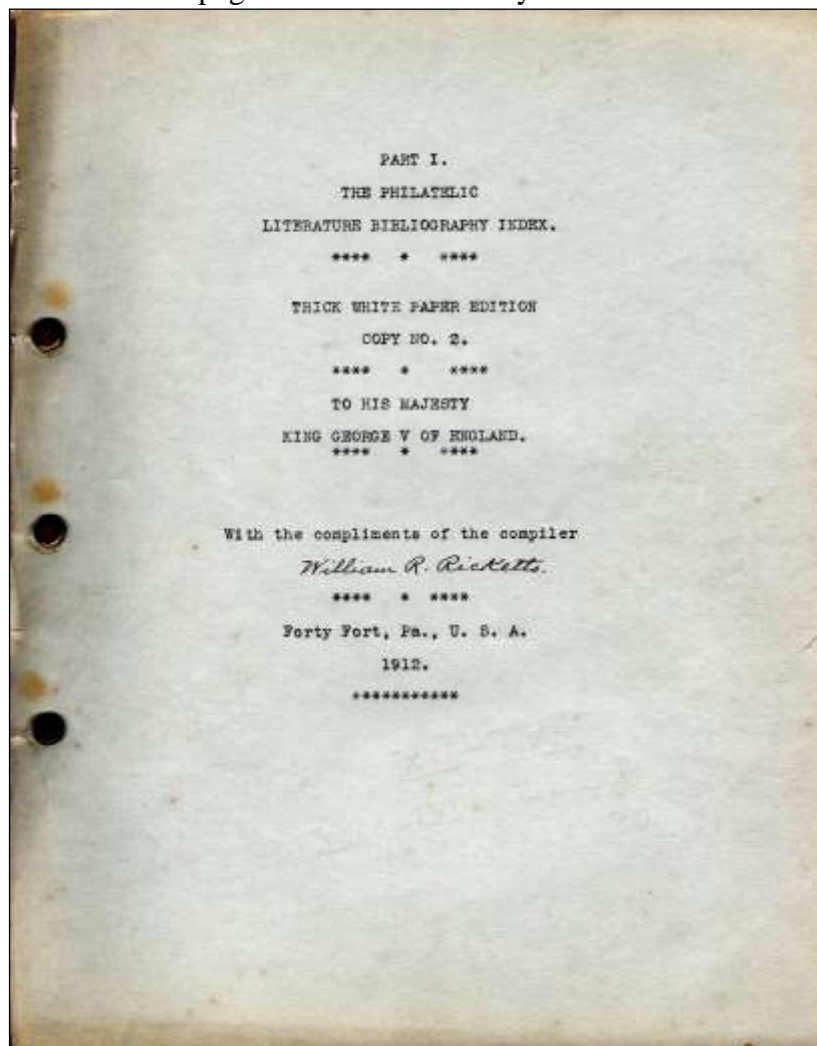 PART I.
THE PHILATELIC
LITERATURE BIBLIOGRAPHY INDEX.
**** * ****
THICK WHITE PAPER EDITION
COPY NO. 2.
**** * ****
TO HIS MAJESTY
KING GEORGE V OF ENGLAND.
**** * ****
With the compliments of the compiler
William R. Ricketts.
**** * ****
Forty Fort, Pa., U. S. A.
1912.
***********